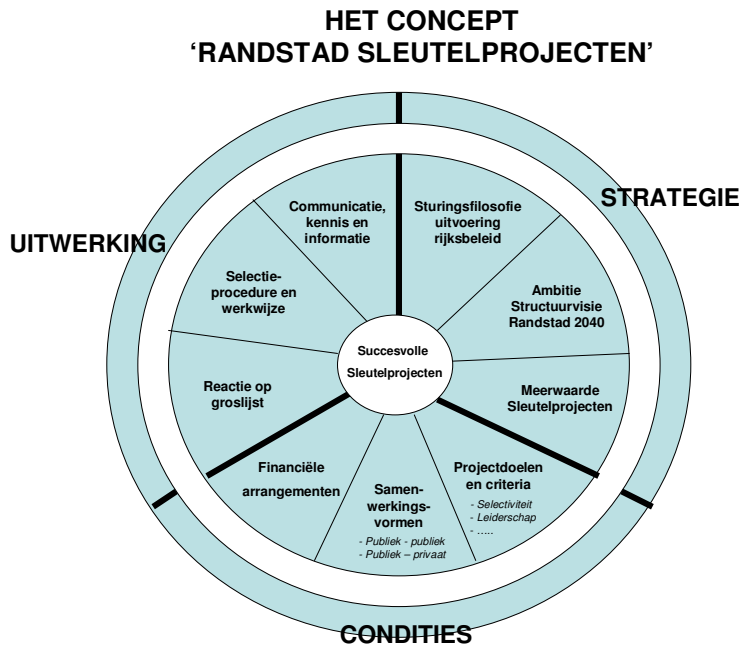 HET CONCEPT
‘RANDSTAD SLEUTELPROJECTEN’
STRATEGIE
UITWERKING
CONDITIES
Communicatie,
kennis en
informatie
Sturingsfilosofie
uitvoering
rijksbeleid
Selectie-
procedure en
werkwijze
Ambitie
Structuurvisie
Randstad 2040
Succesvolle
Sleutelprojecten
Reactie op
groslijst
Meerwaarde
Sleutelprojecten
Financiële
arrangementen
Samen-
werkings-
vormen
- Publiek - publiek
- Publiek – privaat
Projectdoelen
en criteria
- Selectiviteit
- Leiderschap
- .....